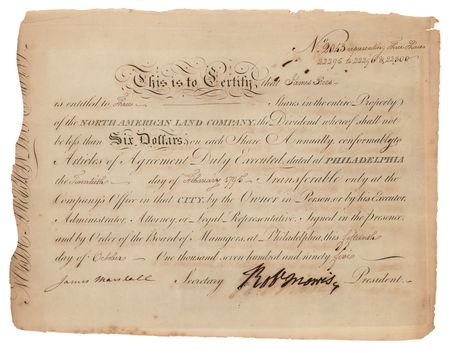 No. 2043 representing Three Shares
22296 to 22298
This is to Certify, that James Rees
is entitled to Three Shares in the entire Property
of the NORTH AMERICAN LAND COMPANY, the Dividend whereof shall not
be less than Six Dollars, on each Share Annually, conformably to
Articles of Agreement Duly Executed, dated at PHILADELPHIA
the Twentieth day of February 1795 Transferable only at the
Company's Office in that CITY, by the Owner in Person or by his Executor,
Administrator, Attorney, or Legal Representative. Signed in the Presence
and by Order of the Board of Managers, at Philadelphia, this fifteenth
day of October One thousand seven hundred and ninety five
James Marshall Secretary Rob Morris President.